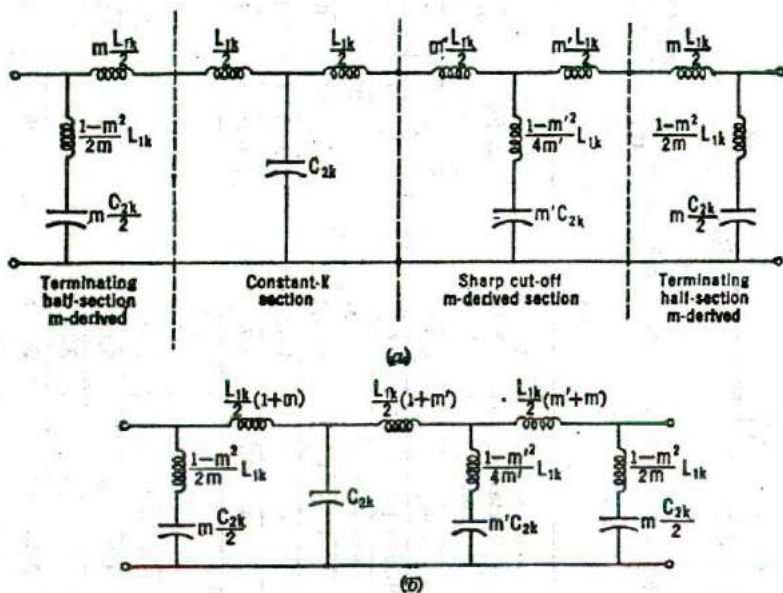 m L1k/2
L1k/2
L1k/2
m' L1k/2
m' L1k/2
m L1k/2
1−m²/2m L1k
C2k
1−m'²/4m' L1k
1−m²/2m L1k
m C2k/2
m'C2k
m C2k/2
Terminating half-section m-derived
Constant-K section
Sharp cut-off m-derived section
Terminating half-section m-derived
(a)
L1k/2 (1+m)
L1k/2 (1+m')
L1k/2 (m'+m)
1−m²/2m L1k
1−m'²/4m' L1k
1−m²/2m L1k
C2k
m C2k/2
m'C2k
m C2k/2
(b)